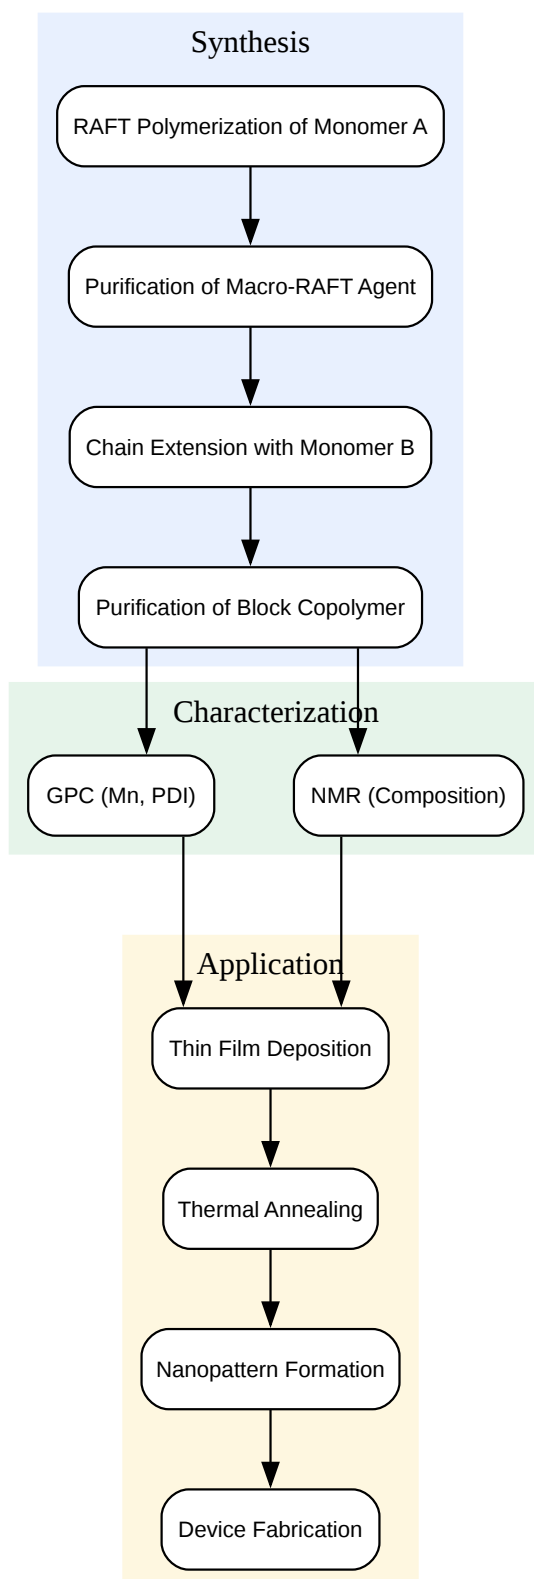 Synthesis
RAFT Polymerization of Monomer A
Purification of Macro-RAFT Agent
Chain Extension with Monomer B
Purification of Block Copolymer
Characterization
GPC (Mn, PDI)
NMR (Composition)
Application
Thin Film Deposition
Thermal Annealing
Nanopattern Formation
Device Fabrication